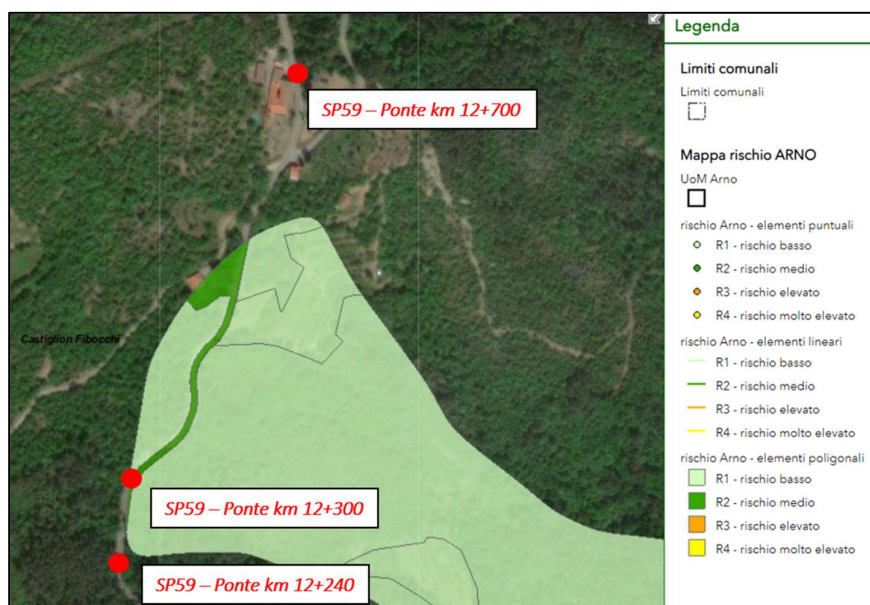 SP59 – Ponte km 12+700
Castiglion Fibocchi
SP59 – Ponte km 12+300
SP59 – Ponte km 12+240
Legenda
Limiti comunali
Limiti comunali
Mappa rischio ARNO
UoM Arno
rischio Arno - elementi puntuali
R1 - rischio basso
R2 - rischio medio
R3 - rischio elevato
R4 - rischio molto elevato
rischio Arno - elementi lineari
R1 - rischio basso
R2 - rischio medio
R3 - rischio elevato
R4 - rischio molto elevato
rischio Arno - elementi poligonali
R1 - rischio basso
R2 - rischio medio
R3 - rischio elevato
R4 - rischio molto elevato